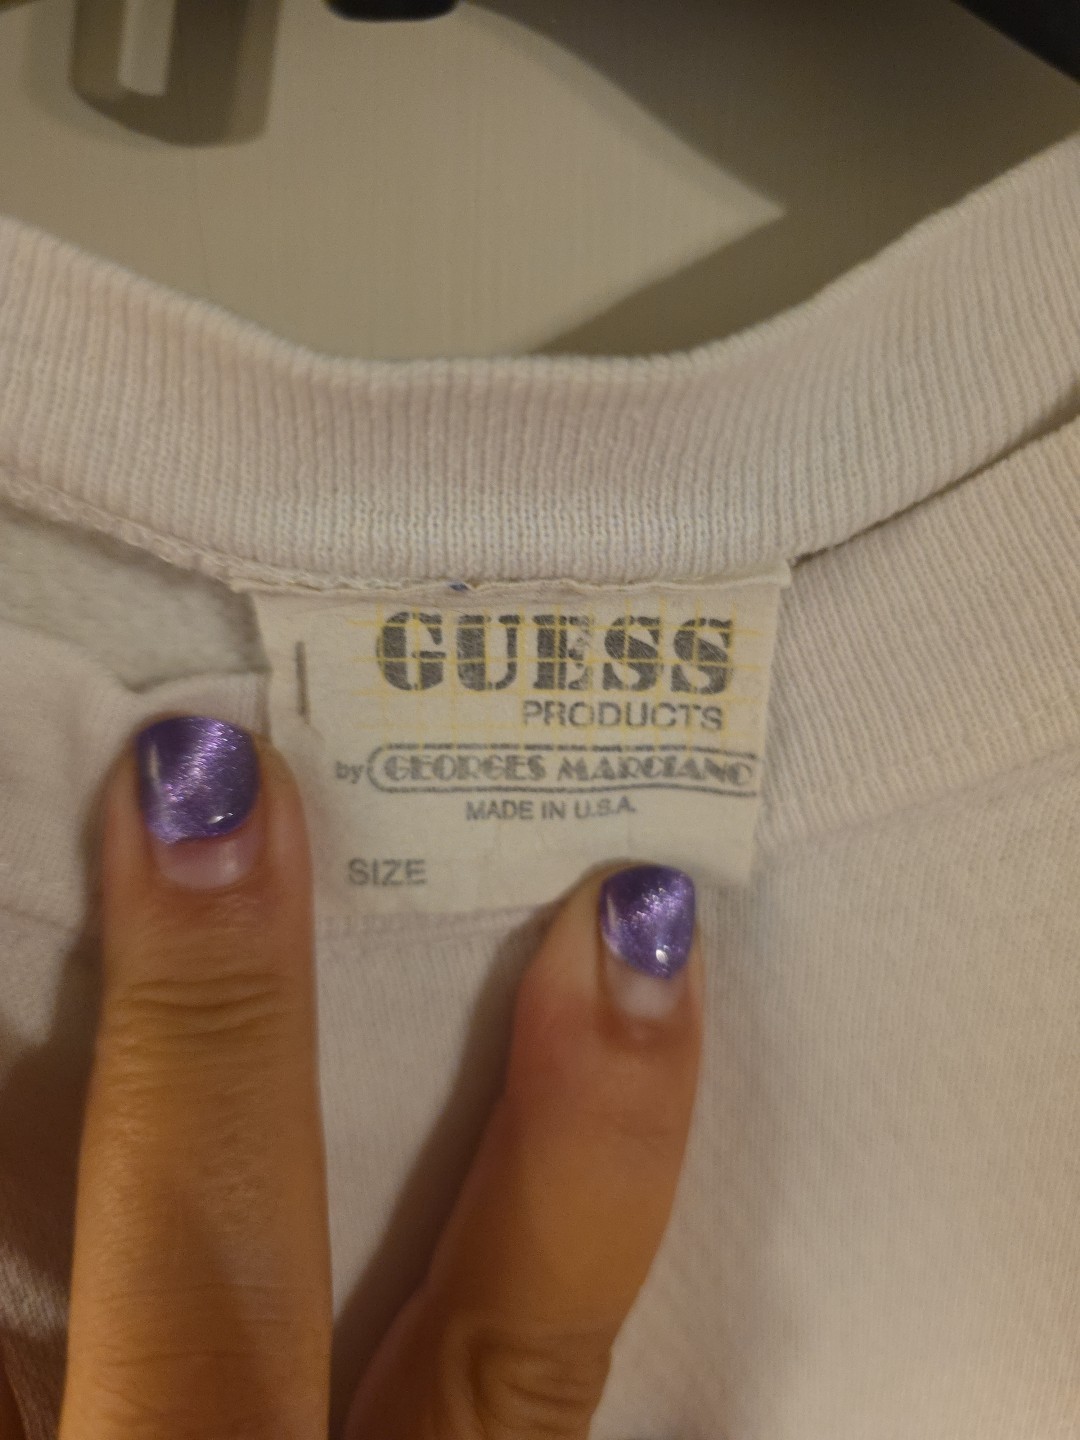 GUESS
PRODUCTS
by GEORGES MARCIANO
MADE IN U.S.A.
SIZE